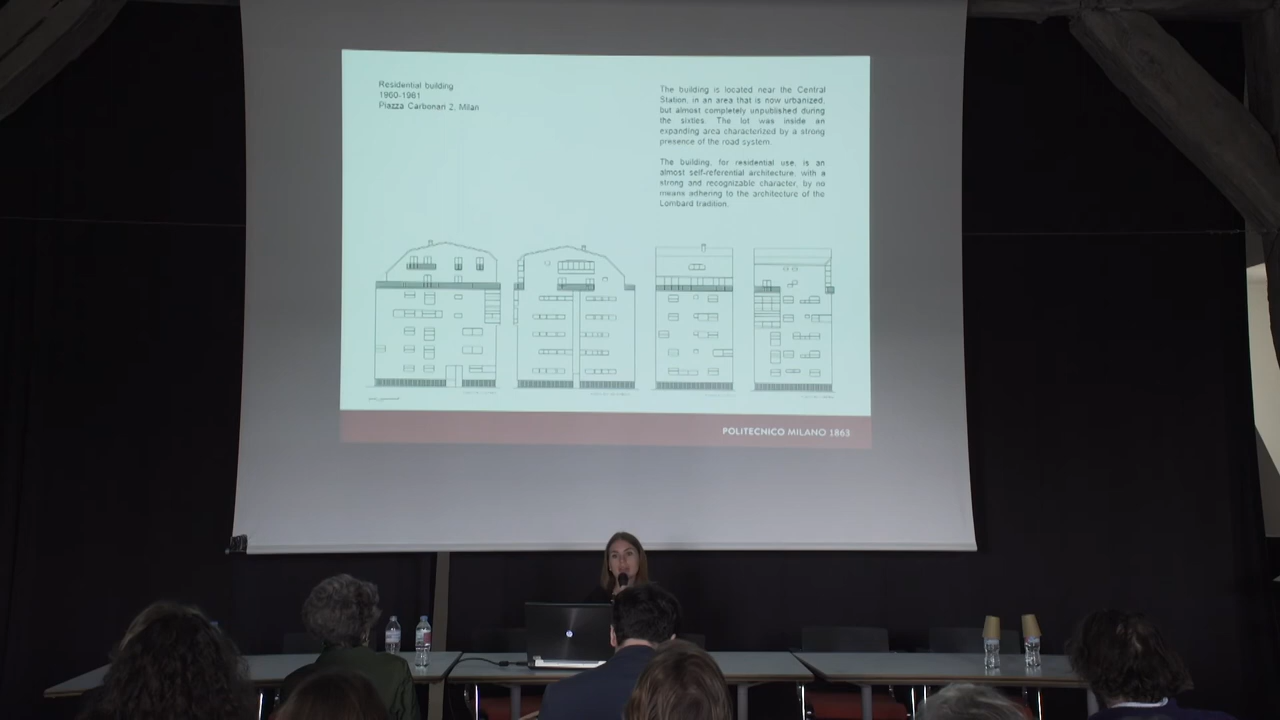 Residential building
1960-1961
Piazza Carbonari 2, Milan
The building is located near the Central
Station, in an area that is now urbanized,
but almost completely unpublished during
the sixties. The lot was inside an
expanding area characterized by a strong
presence of the road system.
The building, for residential use, is an
almost self-referential architecture, with a
strong and recognizable character, by no
means adhering to the architecture of the
Lombard tradition.
POLITECNICO MILANO 1863